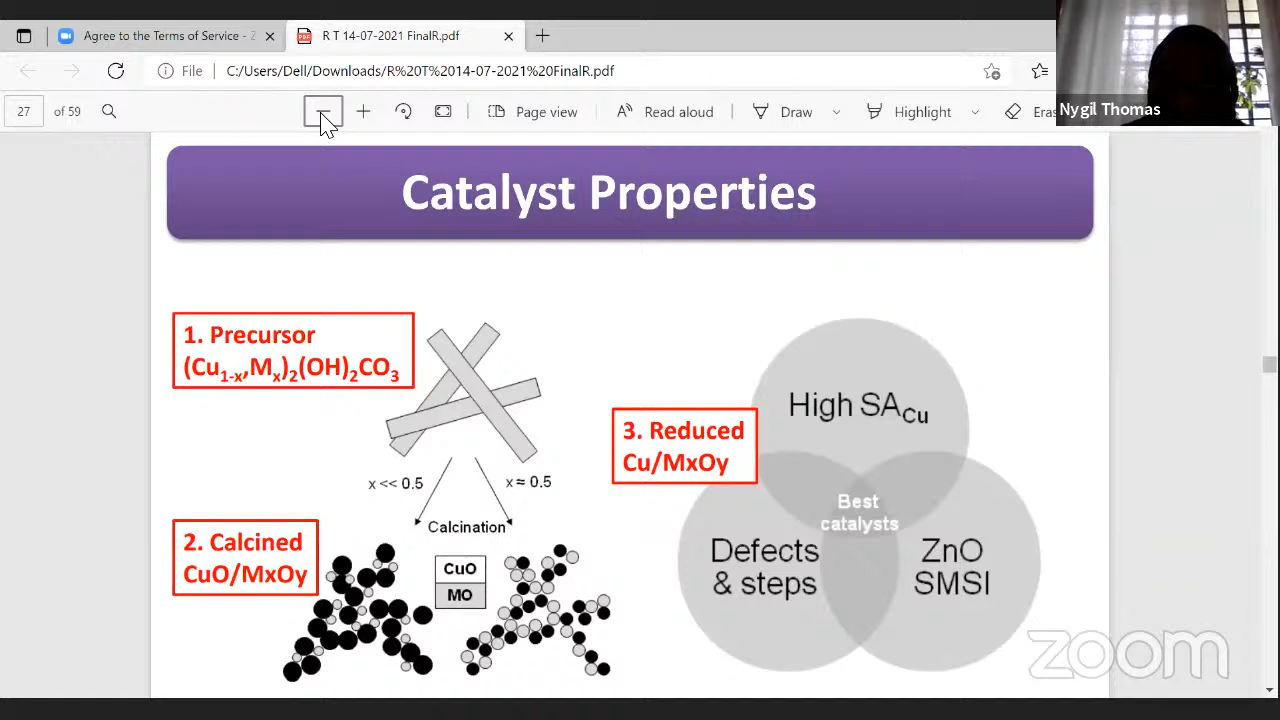 Agree to the Terms of Service - Z
R T 14-07-2021 FinalR.pdf
File
C:/Users/Dell/Downloads/R%20T%2014-07-2021%20FinalR.pdf
27 of 59
Page view
Read aloud
Draw
Highlight
Eras
Nygil Thomas
Catalyst Properties
1. Precursor
(Cu1-x,Mx)2(OH)2CO3
x << 0.5
x ≈ 0.5
Calcination
2. Calcined
CuO/MxOy
CuO
MO
3. Reduced
Cu/MxOy
High SACu
Best
catalysts
Defects
& steps
ZnO
SMSI
zoom